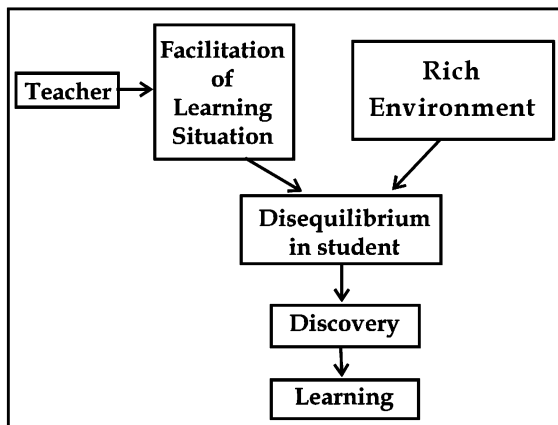 Teacher
Facilitation
of
Learning
Situation
Rich
Environment
Disequilibrium
in student
Discovery
Learning